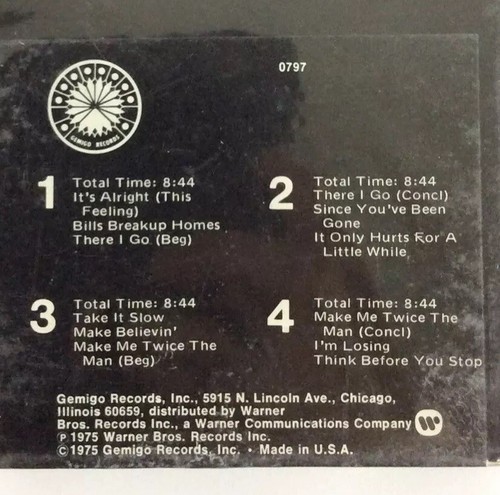 0797
GEMIGO RECORDS
1 Total Time: 8:44
It's Alright (This
Feeling)
Bills Breakup Homes
There I Go (Beg)
2 Total Time: 8:44
There I Go (Concl)
Since You've Been
Gone
It Only Hurts For A
Little While
3 Total Time: 8:44
Take It Slow
Make Believin'
Make Me Twice The
Man (Beg)
4 Total Time: 8:44
Make Me Twice The
Man (Concl)
I'm Losing
Think Before You Stop
Gemigo Records, Inc., 5915 N. Lincoln Ave., Chicago,
Illinois 60659, distributed by Warner
Bros. Records Inc., a Warner Communications Company
℗ 1975 Warner Bros. Records Inc.
© 1975 Gemigo Records, Inc. · Made in U.S.A.